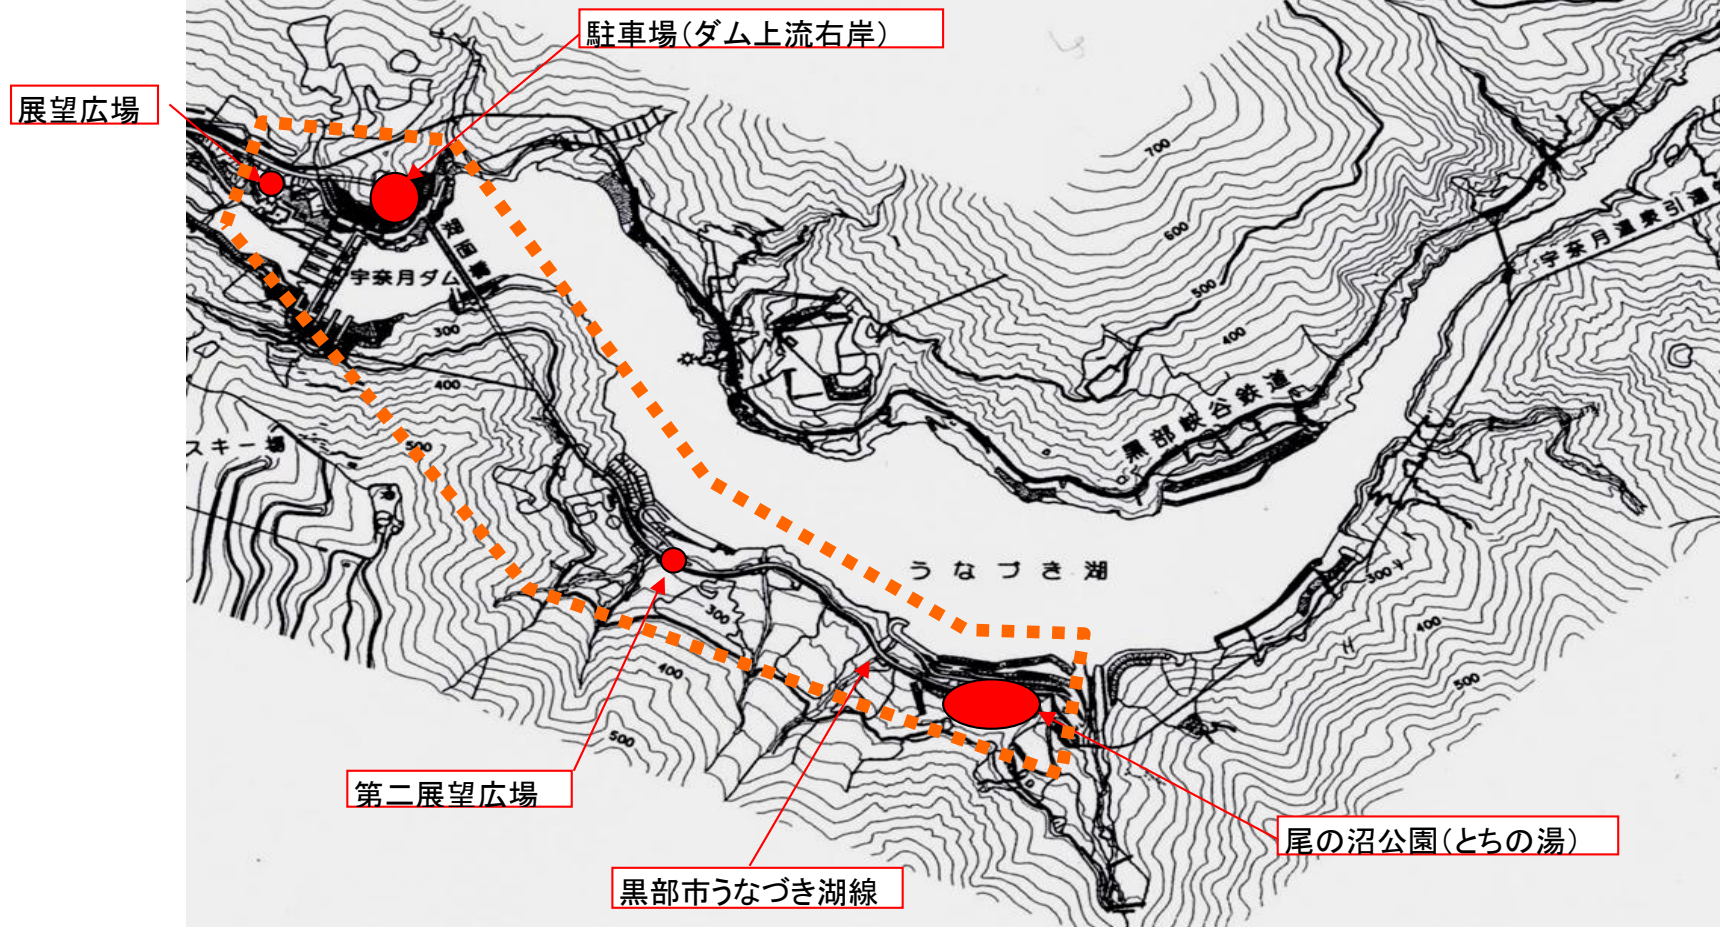 駐車場(ダム上流右岸)
展望広場
700
600
湖面橋
宇奈月温泉引湯管
宇奈月ダム
500
300
400
400
黒部峡谷鉄道
スキー場
500
うなづき湖
300
300
400
400
500
500
第二展望広場
尾の沼公園(とちの湯)
黒部市うなづき湖線